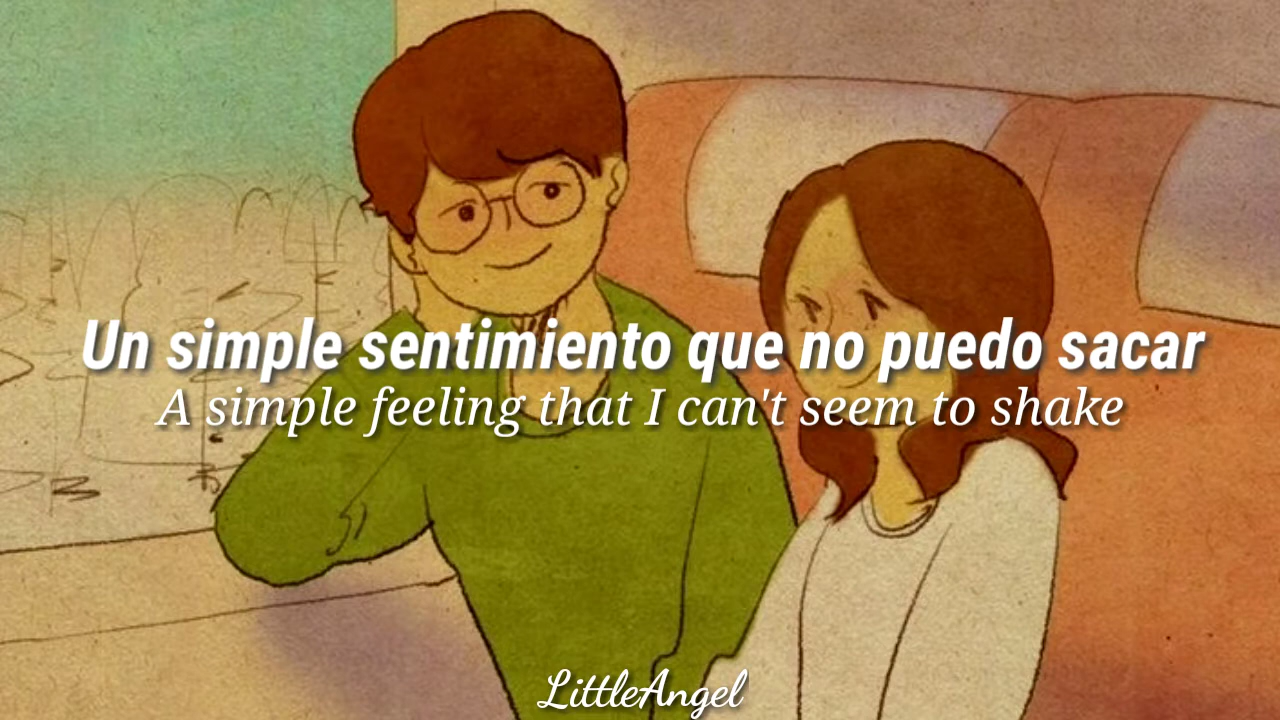 Un simple sentimiento que no puedo sacar
A simple feeling that I can't seem to shake
LittleAngel